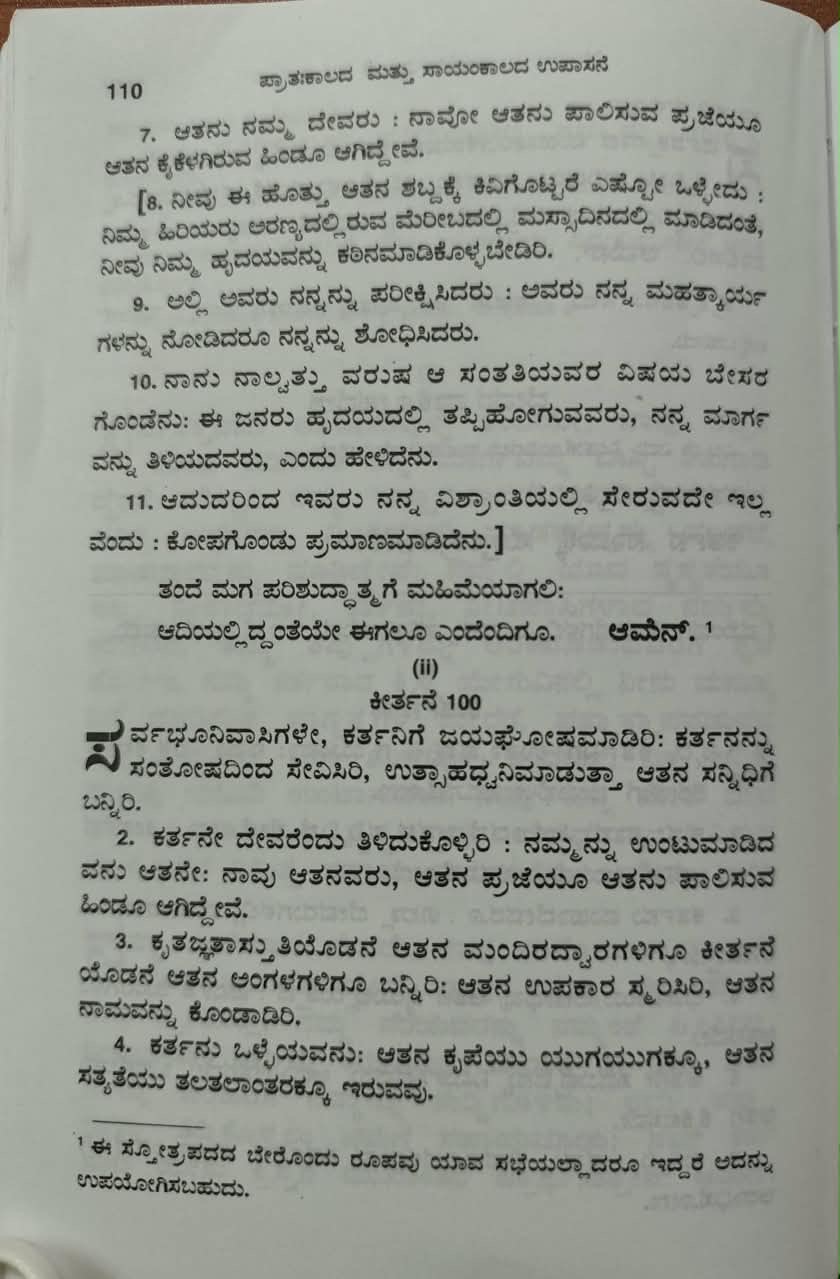 110
ಪ್ರಾತಃಕಾಲದ ಮತ್ತು ಸಾಯಂಕಾಲದ ಉಪಾಸನೆ
7. ಆತನು ನಮ್ಮ ದೇವರು : ನಾವೋ ಆತನು ಪಾಲಿಸುವ ಪ್ರಜೆಯೂ
ಆತನ ಕೈಕೆಳಗಿರುವ ಹಿಂಡೂ ಆಗಿದ್ದೇವೆ.
[8. ನೀವು ಈ ಹೊತ್ತು ಆತನ ಶಬ್ದಕ್ಕೆ ಕಿವಿಗೊಟ್ಟರೆ ಎಷ್ಟೋ ಒಳ್ಳೇದು :
ನಿಮ್ಮ ಹಿರಿಯರು ಅರಣ್ಯದಲ್ಲಿರುವ ಮೆರೀಬದಲ್ಲಿ ಮಸ್ಸಾದಿನದಲ್ಲಿ ಮಾಡಿದಂತೆ,
ನೀವು ನಿಮ್ಮ ಹೃದಯವನ್ನು ಕಠಿನಮಾಡಿಕೊಳ್ಳಬೇಡಿರಿ.
9. ಅಲ್ಲಿ ಅವರು ನನ್ನನ್ನು ಪರೀಕ್ಷಿಸಿದರು : ಅವರು ನನ್ನ ಮಹತ್ಕಾರ್ಯ
ಗಳನ್ನು ನೋಡಿದರೂ ನನ್ನನ್ನು ಶೋಧಿಸಿದರು.
10. ನಾನು ನಾಲ್ವತ್ತು ವರುಷ ಆ ಸಂತತಿಯವರ ವಿಷಯ ಬೇಸರ
ಗೊಂಡೆನು: ಈ ಜನರು ಹೃದಯದಲ್ಲಿ ತಪ್ಪಿಹೋಗುವವರು, ನನ್ನ ಮಾರ್ಗ
ವನ್ನು ತಿಳಿಯದವರು, ಎಂದು ಹೇಳಿದೆನು.
11. ಆದುದರಿಂದ ಇವರು ನನ್ನ ವಿಶ್ರಾಂತಿಯಲ್ಲಿ ಸೇರುವದೇ ಇಲ್ಲ
ವೆಂದು : ಕೋಪಗೊಂಡು ಪ್ರಮಾಣಮಾಡಿದೆನು.]
ತಂದೆ ಮಗ ಪರಿಶುದ್ಧಾತ್ಮಗೆ ಮಹಿಮೆಯಾಗಲಿ:
ಆದಿಯಲ್ಲಿದ್ದಂತೆಯೇ ಈಗಲೂ ಎಂದೆಂದಿಗೂ. ಆಮೆನ್. ¹
(ii)
ಕೀರ್ತನೆ 100
ಸರ್ವಭೂನಿವಾಸಿಗಳೇ, ಕರ್ತನಿಗೆ ಜಯಘೋಷಮಾಡಿರಿ: ಕರ್ತನನ್ನು
ಸಂತೋಷದಿಂದ ಸೇವಿಸಿರಿ, ಉತ್ಸಾಹಧ್ವನಿಮಾಡುತ್ತಾ ಆತನ ಸನ್ನಿಧಿಗೆ
ಬನ್ನಿರಿ.
2. ಕರ್ತನೇ ದೇವರೆಂದು ತಿಳಿದುಕೊಳ್ಳಿರಿ : ನಮ್ಮನ್ನು ಉಂಟುಮಾಡಿದ
ವನು ಆತನೇ: ನಾವು ಆತನವರು, ಆತನ ಪ್ರಜೆಯೂ ಆತನು ಪಾಲಿಸುವ
ಹಿಂಡೂ ಆಗಿದ್ದೇವೆ.
3. ಕೃತಜ್ಞತಾಸ್ತುತಿಯೊಡನೆ ಆತನ ಮಂದಿರದ್ವಾರಗಳಿಗೂ ಕೀರ್ತನೆ
ಯೊಡನೆ ಆತನ ಅಂಗಳಗಳಿಗೂ ಬನ್ನಿರಿ: ಆತನ ಉಪಕಾರ ಸ್ಮರಿಸಿರಿ, ಆತನ
ನಾಮವನ್ನು ಕೊಂಡಾಡಿರಿ.
4. ಕರ್ತನು ಒಳ್ಳೆಯವನು: ಆತನ ಕೃಪೆಯು ಯುಗಯುಗಕ್ಕೂ, ಆತನ
ಸತ್ಯತೆಯು ತಲತಲಾಂತರಕ್ಕೂ ಇರುವವು.
¹ ಈ ಸ್ತೋತ್ರಪದದ ಬೇರೊಂದು ರೂಪವು ಯಾವ ಸಭೆಯಲ್ಲಾದರೂ ಇದ್ದರೆ ಅದನ್ನು
ಉಪಯೋಗಿಸಬಹುದು.